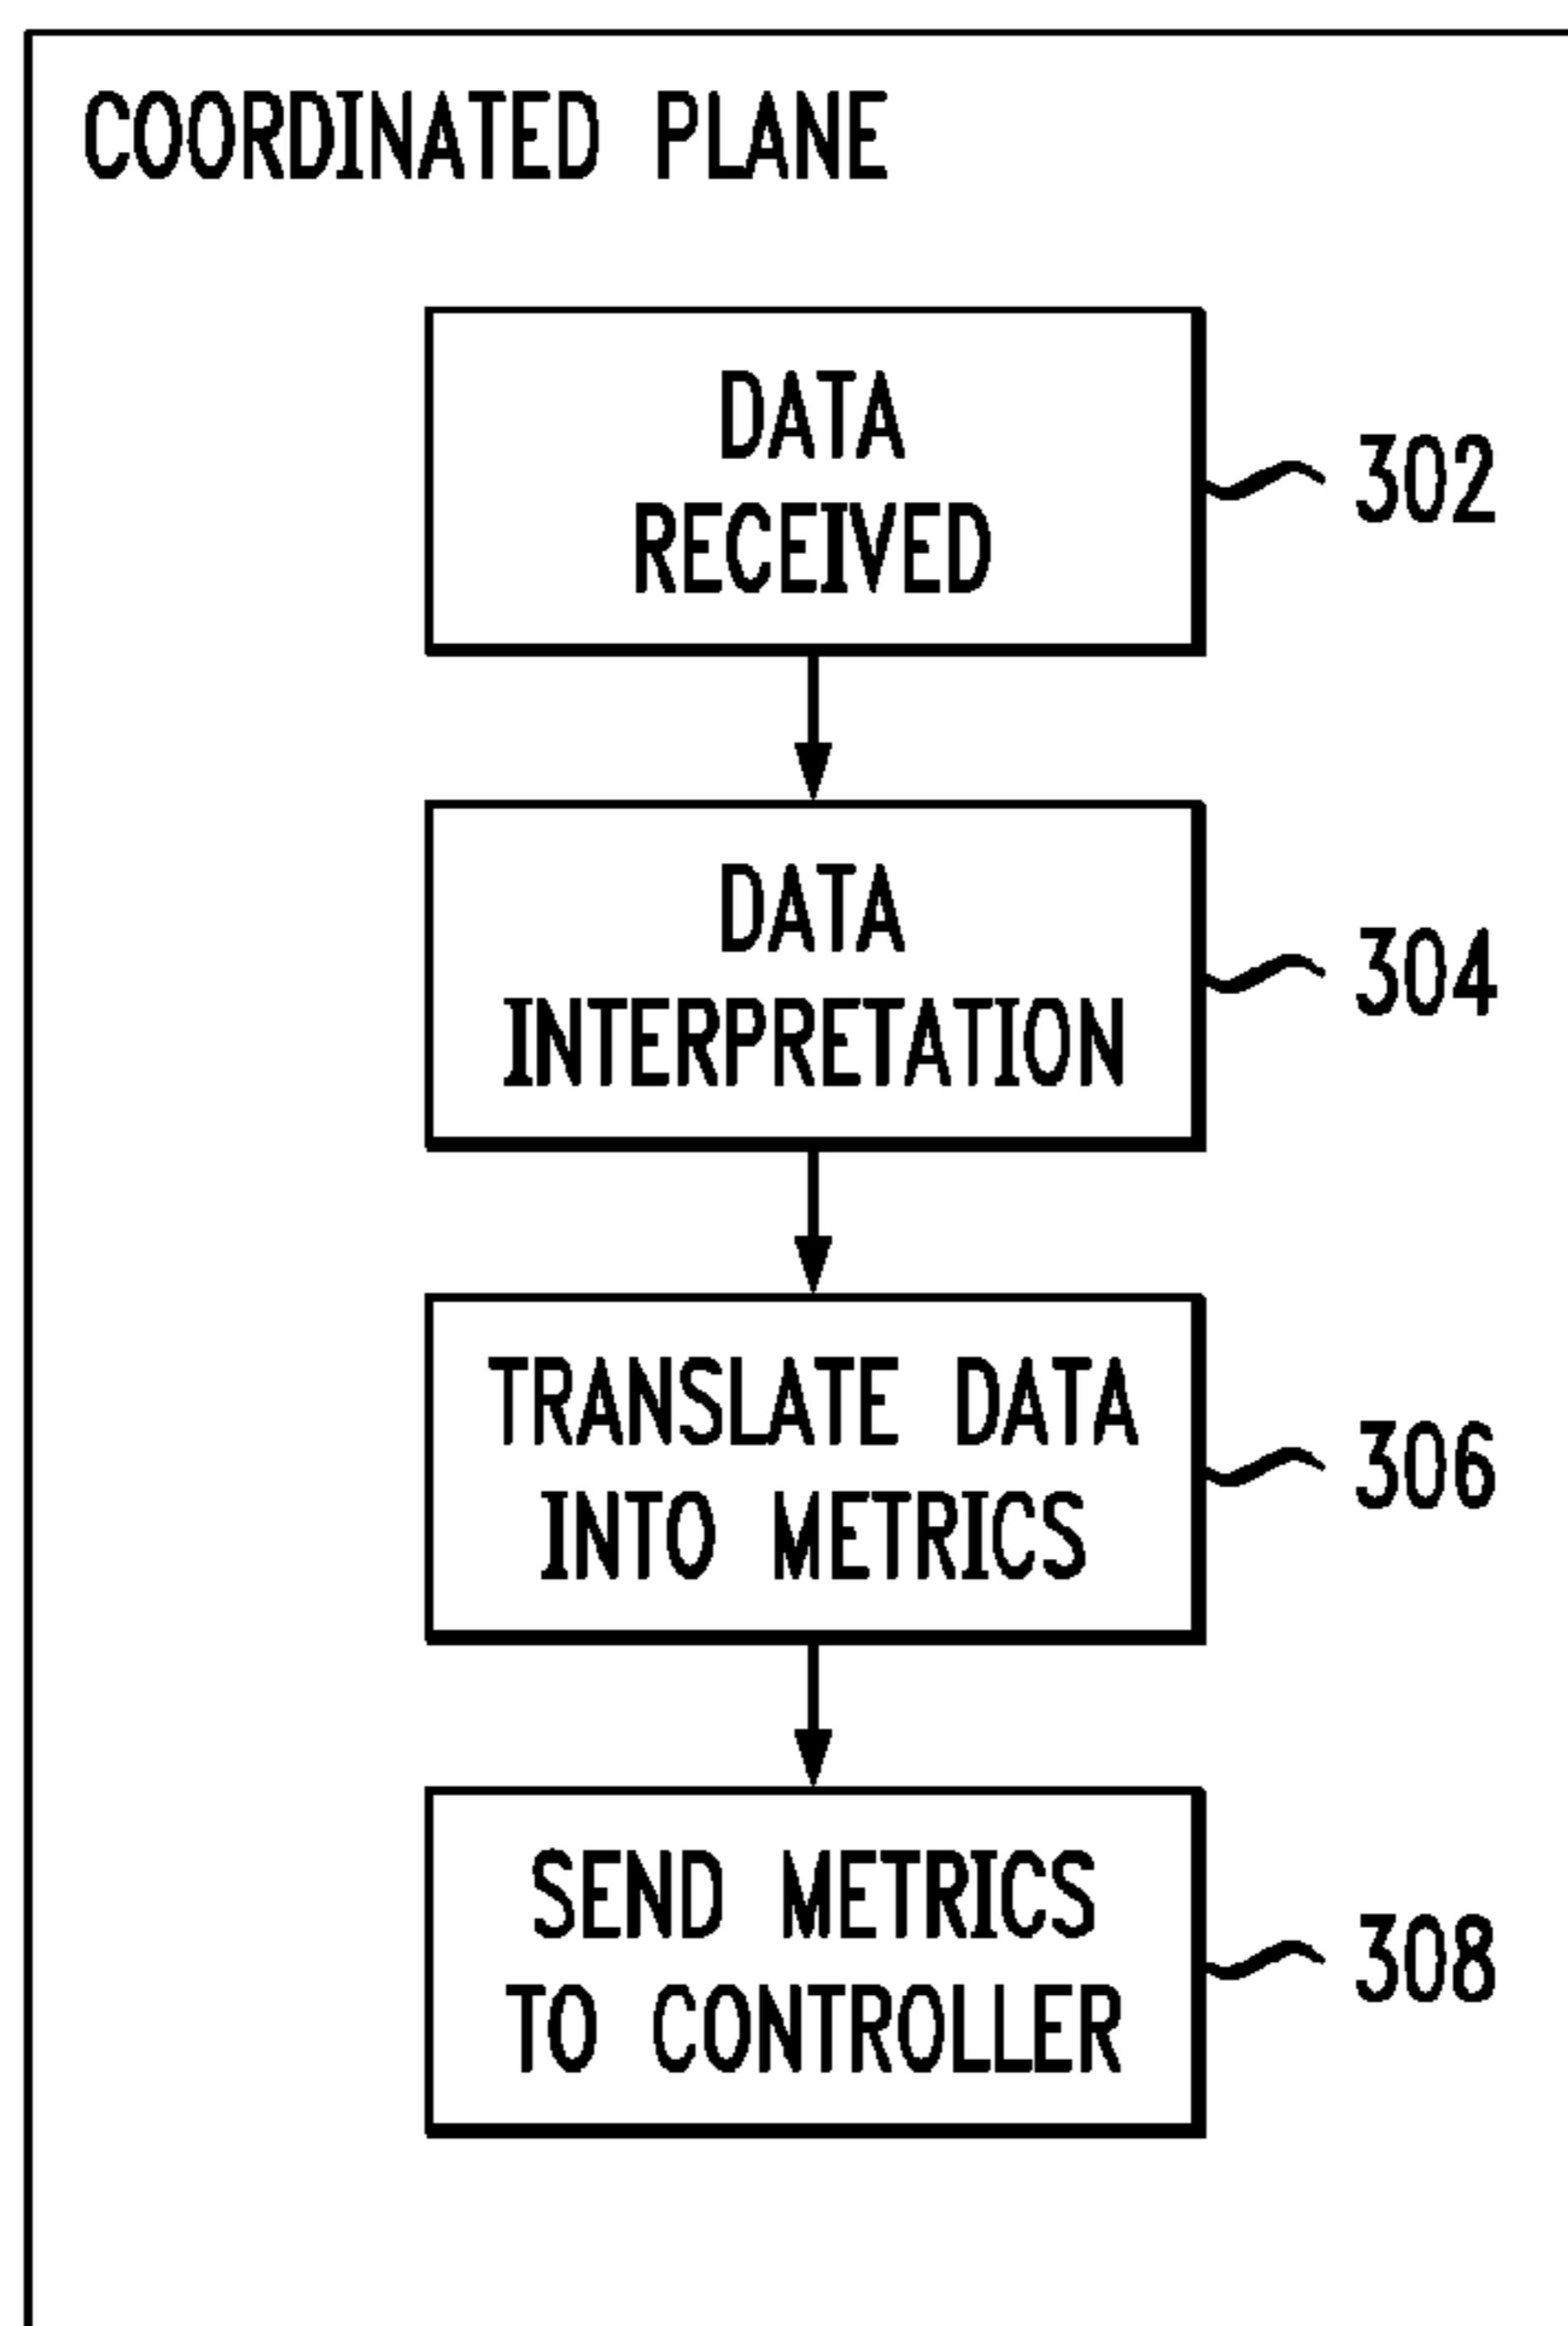 COORDINATED PLANE
DATA
RECEIVED
302
DATA
INTERPRETATION
304
TRANSLATE DATA
INTO METRICS
306
SEND METRICS
TO CONTROLLER
308